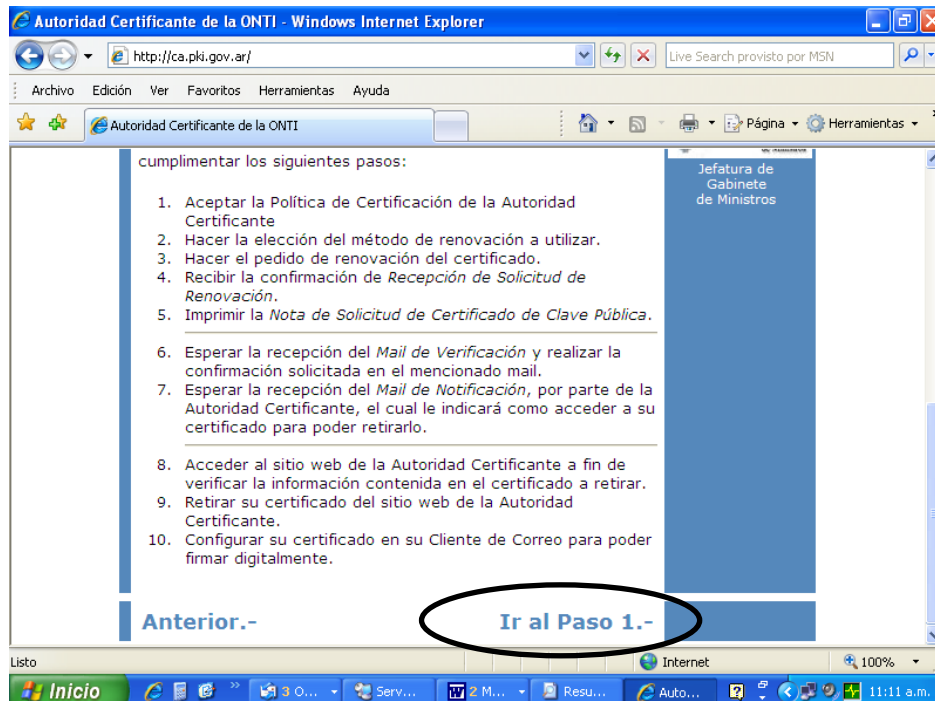 Autoridad Certificante de la ONTI - Windows Internet Explorer
http://ca.pki.gov.ar/
Live Search provisto por MSN
Archivo Edición Ver Favoritos Herramientas Ayuda
Autoridad Certificante de la ONTI
Página Herramientas
cumplimentar los siguientes pasos:
Jefatura de
Gabinete
de Ministros
1. Aceptar la Política de Certificación de la Autoridad
Certificante
2. Hacer la elección del método de renovación a utilizar.
3. Hacer el pedido de renovación del certificado.
4. Recibir la confirmación de Recepción de Solicitud de
Renovación.
5. Imprimir la Nota de Solicitud de Certificado de Clave Pública.
6. Esperar la recepción del Mail de Verificación y realizar la
confirmación solicitada en el mencionado mail.
7. Esperar la recepción del Mail de Notificación, por parte de la
Autoridad Certificante, el cual le indicará como acceder a su
certificado para poder retirarlo.
8. Acceder al sitio web de la Autoridad Certificante a fin de
verificar la información contenida en el certificado a retirar.
9. Retirar su certificado del sitio web de la Autoridad
Certificante.
10. Configurar su certificado en su Cliente de Correo para poder
firmar digitalmente.
Anterior.- Ir al Paso 1.-
Listo Internet 100%
Inicio 3 O... Serv... 2 M... Resu... Auto... 11:11 a.m.